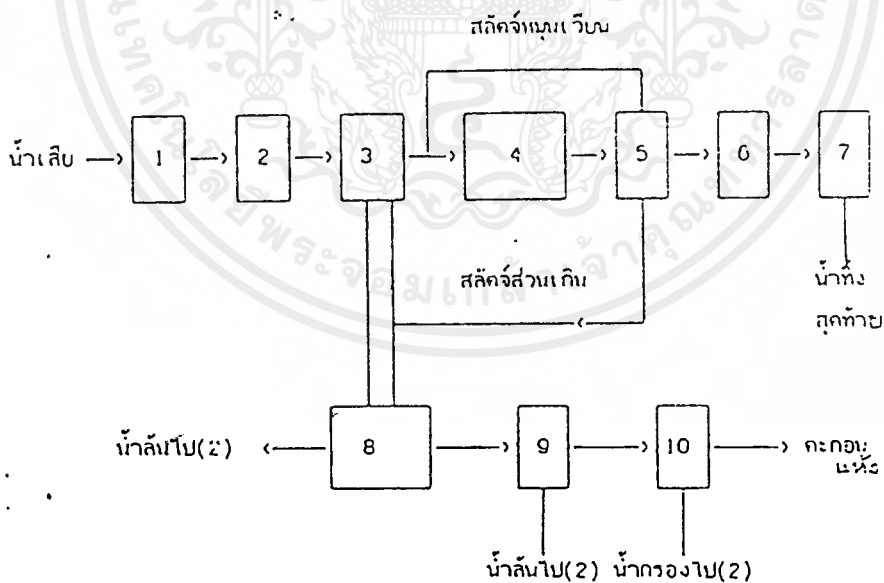 สลัดจ์หมุนเวียน
น้ำเสีย
1
2
3
4
5
6
7
สลัดจ์ส่วนเกิน
น้ำทิ้ง
สุดท้าย
น้ำล้นไป(2)
8
9
10
ตะกอน
แห้ง
น้ำล้นไป(2) น้ำกรองไป(2)